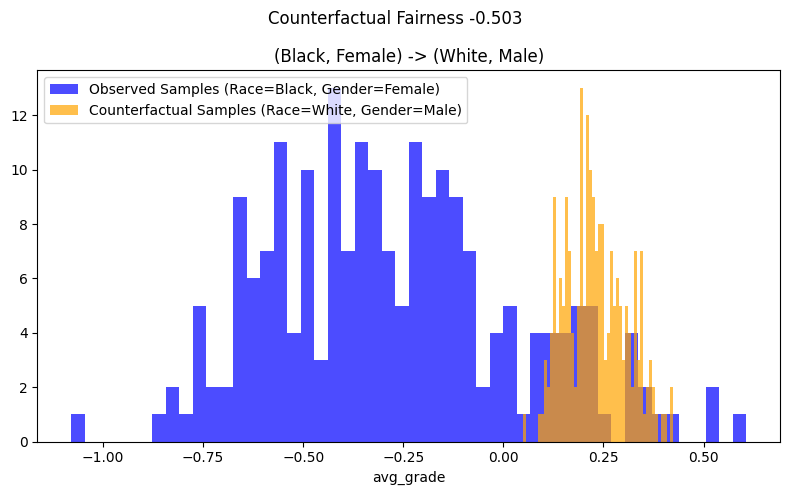 Counterfactual Fairness -0.503
(Black, Female) -> (White, Male)
Observed Samples (Race=Black, Gender=Female)
Counterfactual Samples (Race=White, Gender=Male)
12
10
8
6
4
2
0
−1.00 −0.75 −0.50 −0.25 0.00 0.25 0.50
avg_grade